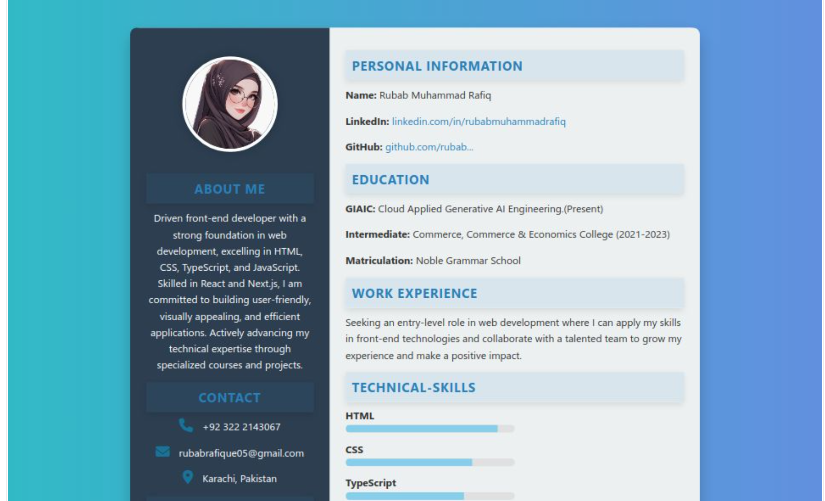 ABOUT ME
Driven front-end developer with a
strong foundation in web
development, excelling in HTML,
CSS, TypeScript, and JavaScript.
Skilled in React and Next.js, I am
committed to building user-friendly,
visually appealing, and efficient
applications. Actively advancing my
technical expertise through
specialized courses and projects.
CONTACT
+92 322 2143067
rubabrafique05@gmail.com
Karachi, Pakistan
PERSONAL INFORMATION
Name: Rubab Muhammad Rafiq
LinkedIn: linkedin.com/in/rubabmuhammadrafiq
GitHub: github.com/rubab...
EDUCATION
GIAIC: Cloud Applied Generative AI Engineering.(Present)
Intermediate: Commerce, Commerce & Economics College (2021-2023)
Matriculation: Noble Grammar School
WORK EXPERIENCE
Seeking an entry-level role in web development where I can apply my skills
in front-end technologies and collaborate with a talented team to grow my
experience and make a positive impact.
TECHNICAL-SKILLS
HTML
CSS
TypeScript